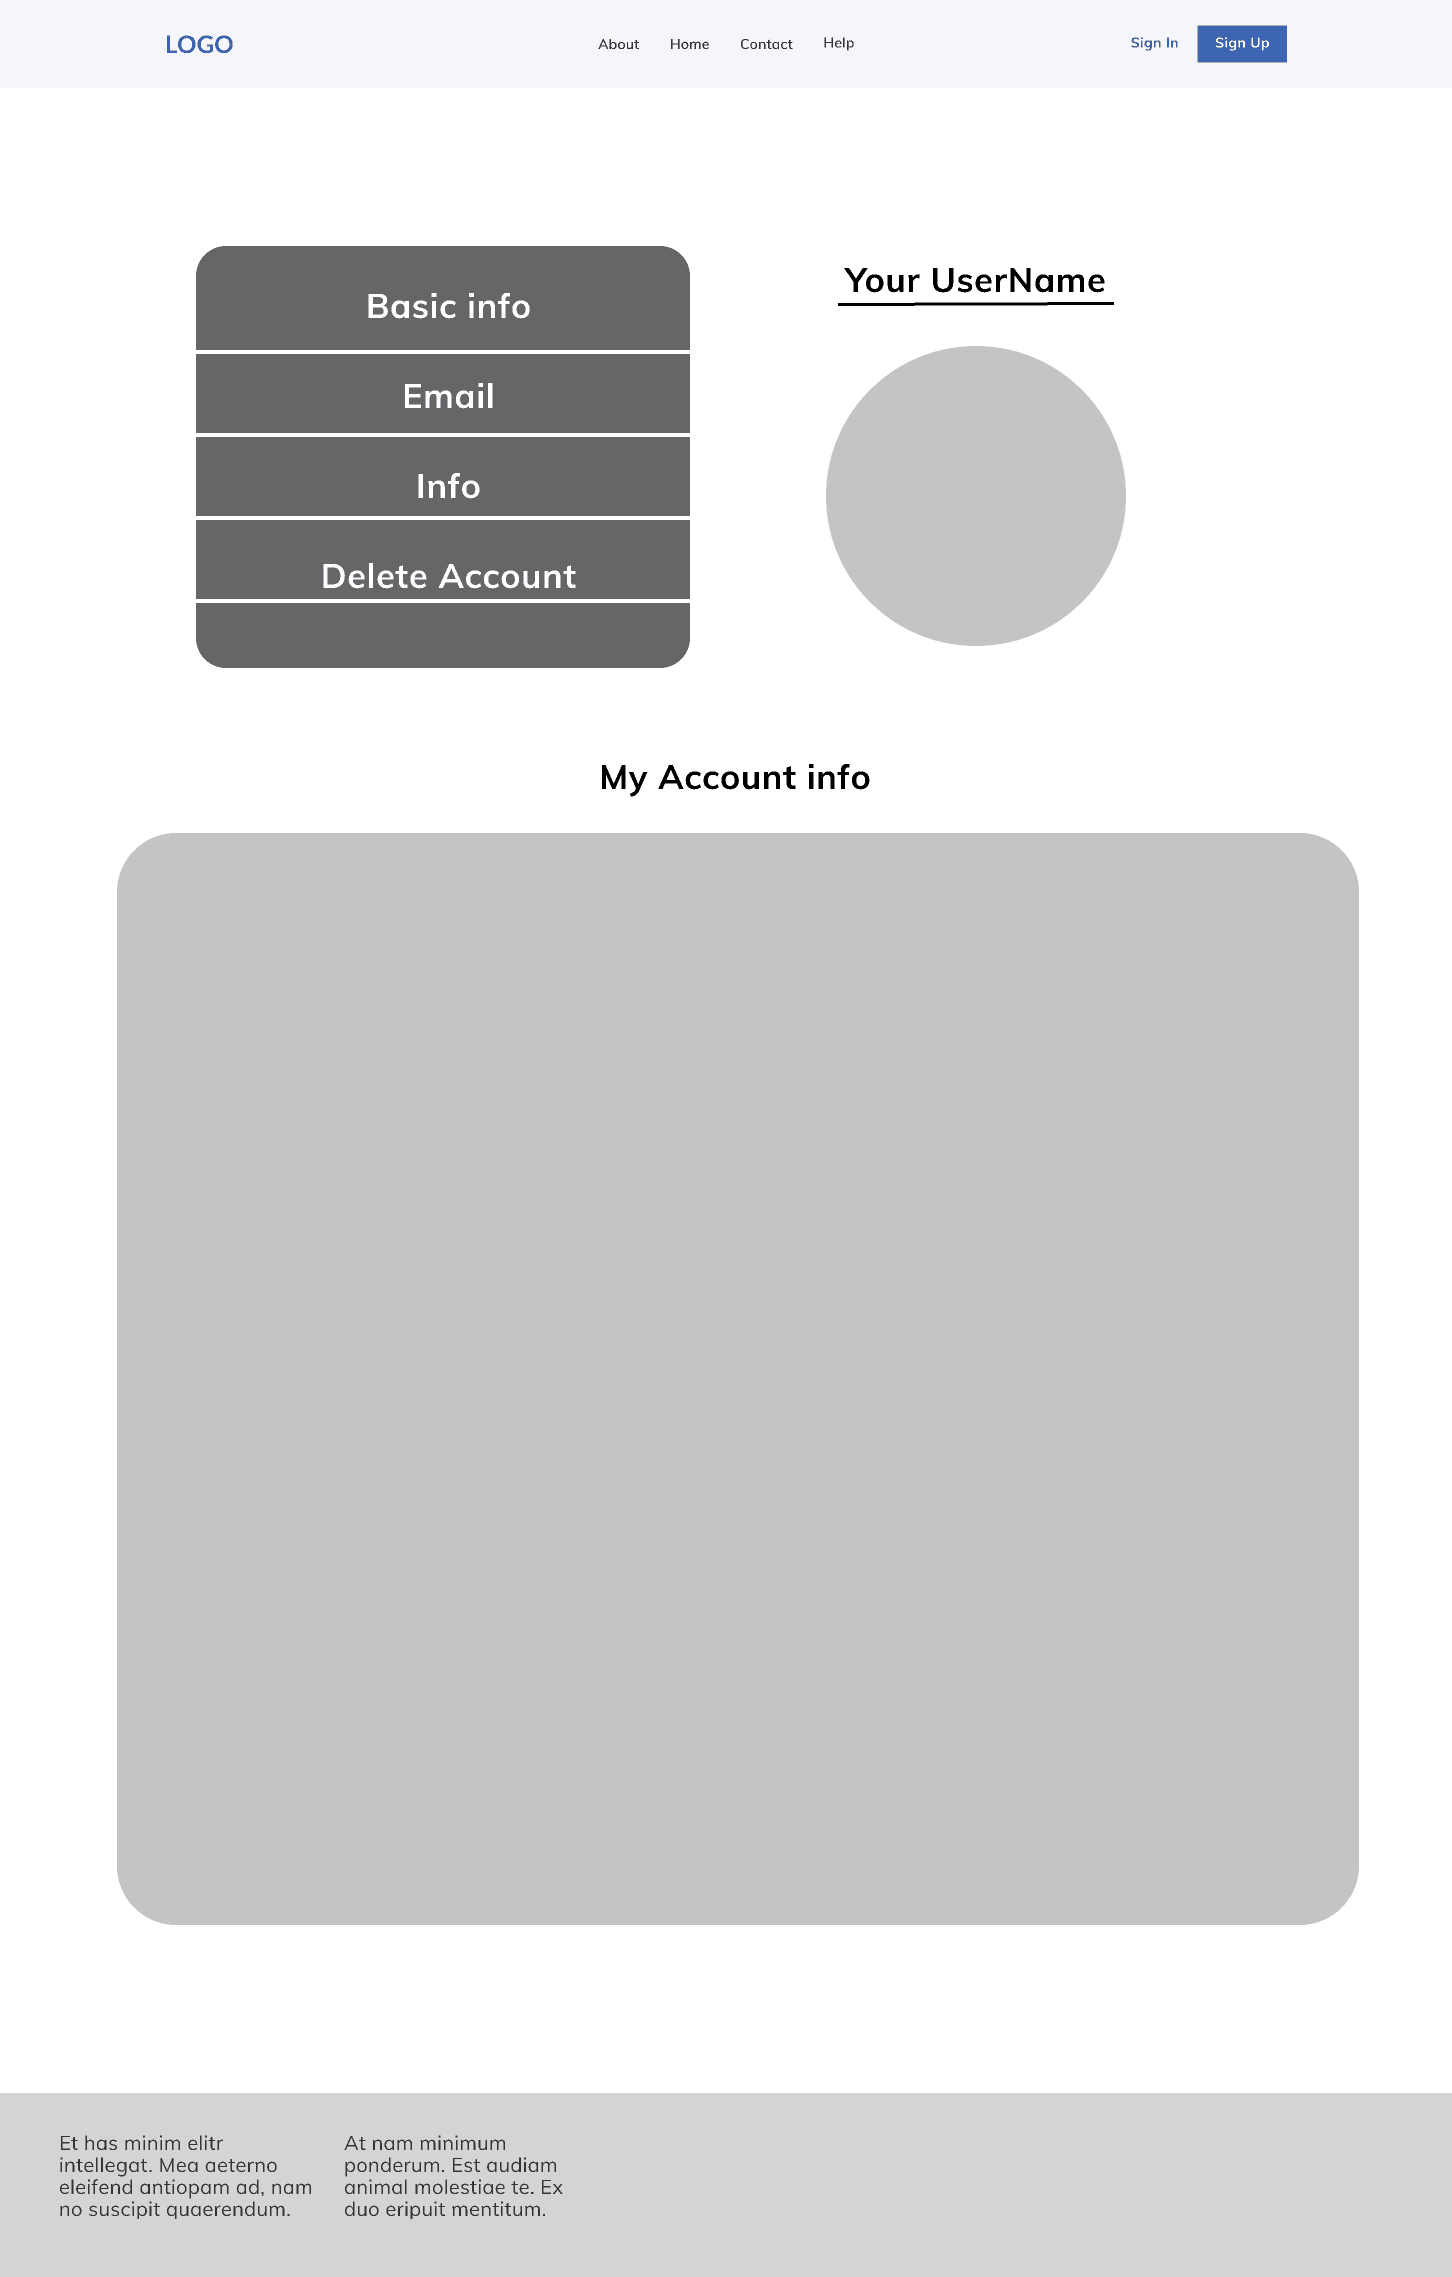 LOGO
About Home Contact Help
Sign In Sign Up
Basic info
Email
Info
Delete Account
Your UserName
My Account info
Et has minim elitr
intellegat. Mea aeterno
eleifend antiopam ad, nam
no suscipit quaerendum.
At nam minimum
ponderum. Est audiam
animal molestiae te. Ex
duo eripuit mentitum.